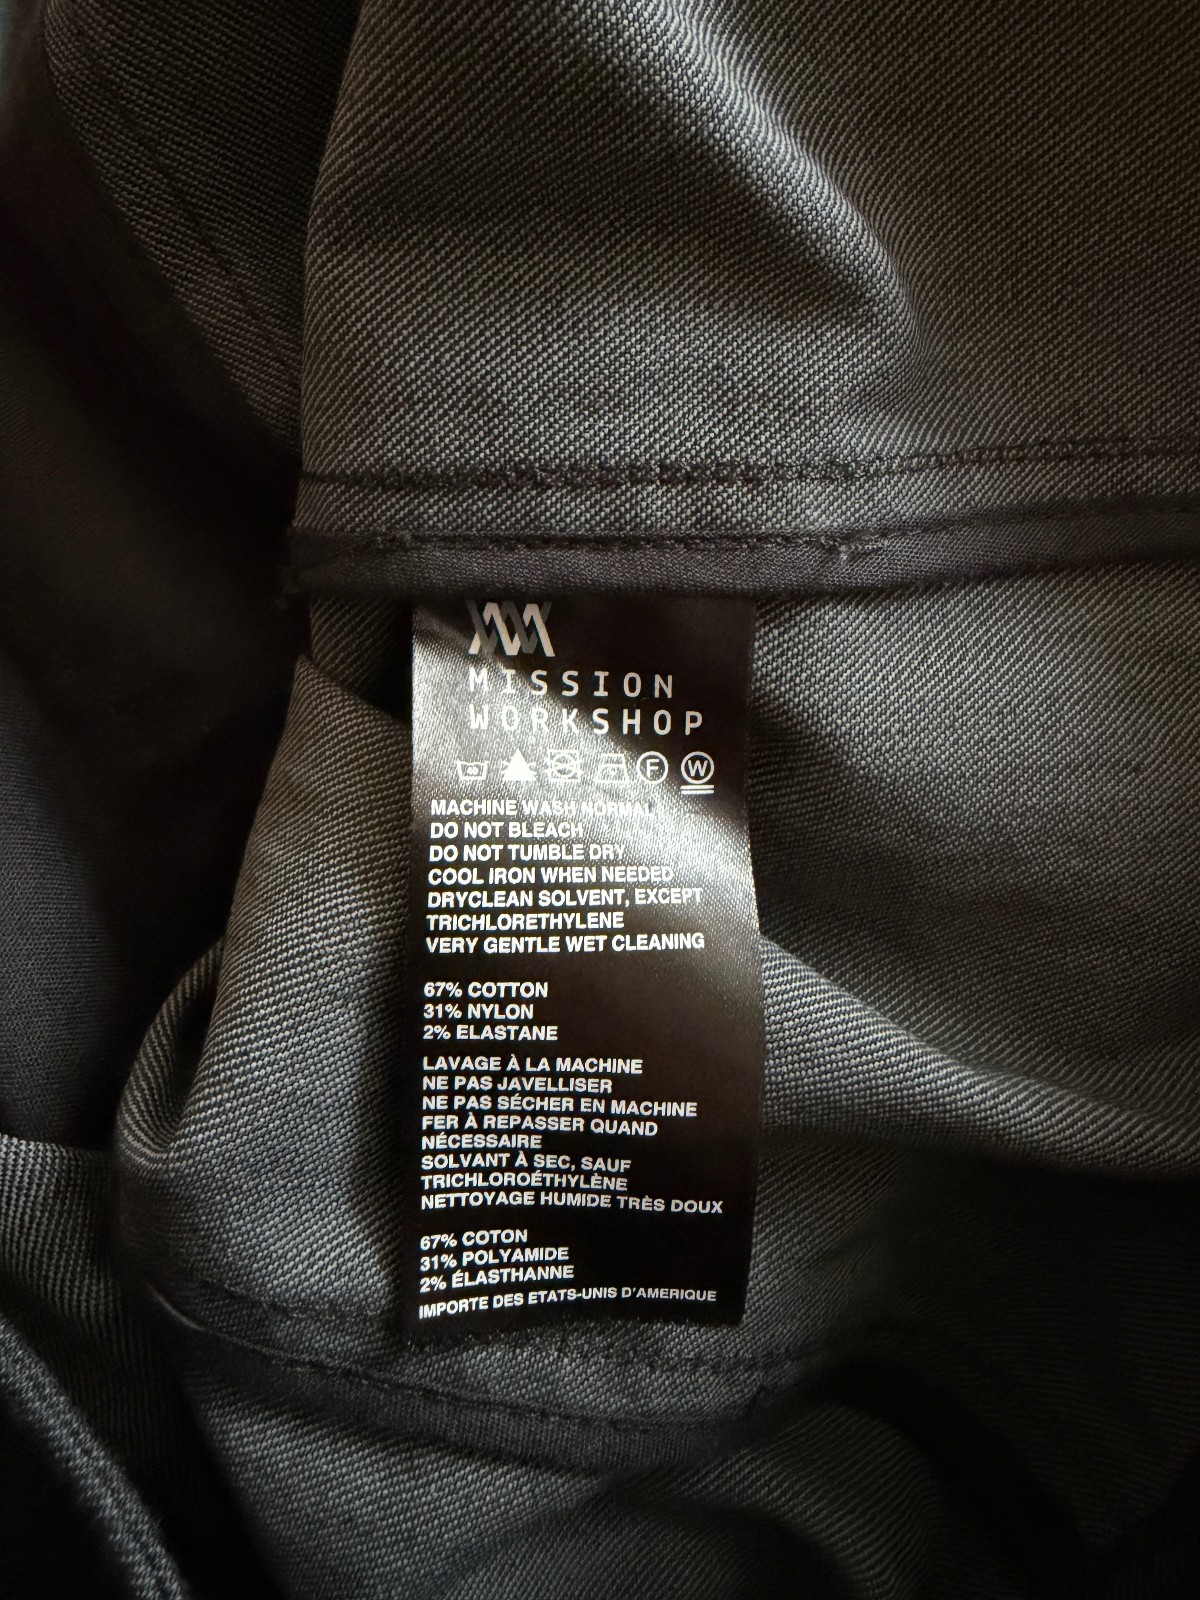 MISSION
WORKSHOP
F W
MACHINE WASH NORMAL
DO NOT BLEACH
DO NOT TUMBLE DRY
COOL IRON WHEN NEEDED
DRYCLEAN SOLVENT, EXCEPT
TRICHLORETHYLENE
VERY GENTLE WET CLEANING
67% COTTON
31% NYLON
2% ELASTANE
LAVAGE À LA MACHINE
NE PAS JAVELLISER
NE PAS SÉCHER EN MACHINE
FER À REPASSER QUAND
NÉCESSAIRE
SOLVANT À SEC, SAUF
TRICHLOROÉTHYLÈNE
NETTOYAGE HUMIDE TRÈS DOUX
67% COTON
31% POLYAMIDE
2% ÉLASTHANNE
IMPORTE DES ETATS-UNIS D'AMERIQUE